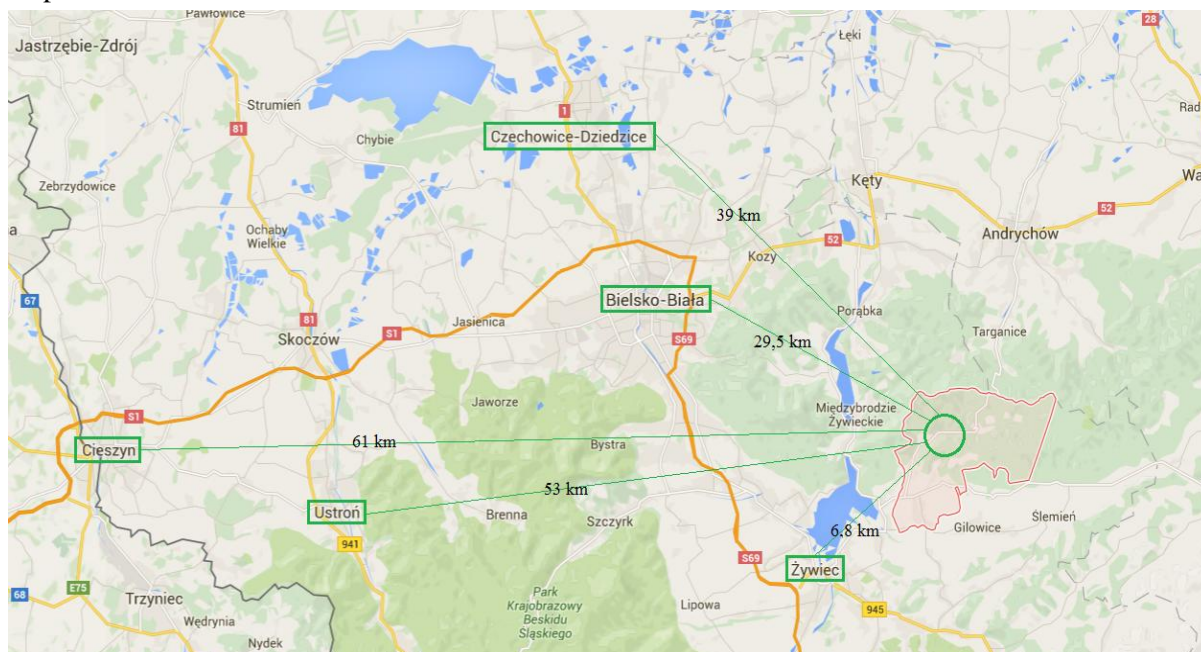 Pawłowice
28
Jastrzębie-Zdrój
Łęki
Strumień
1
Rad
81
Chybie
Czechowice-Dziedzice
Zebrzydowice
Kęty
Wa
39 km
52
Ochaby
Wielkie
a
52
Andrychów
Kozy
67
Bielsko-Biała
Porąbka
81
Jasienica
S1
Skoczów
S69
29,5 km
Targanice
Jaworze
Międzybrodzie
Żywieckie
S1
Cieszyn
61 km
Bystra
53 km
Ustroń
Brenna
Szczyrk
Ślemień
Gilowice
6,8 km
941
S69
Żywiec
E75
68
Trzyniec
Park
Krajobrazowy
Beskidu
Śląskiego
Lipowa
945
Wędrynia
Nydek